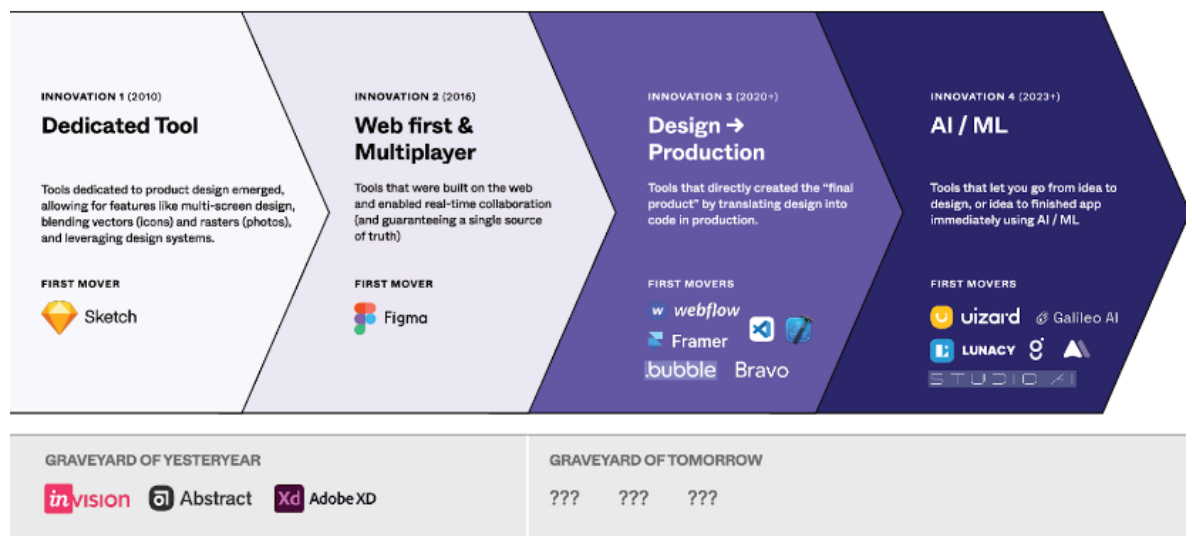 INNOVATION 1 (2010)
Dedicated Tool
Tools dedicated to product design emerged,
allowing for features like multi-screen design,
blending vectors (icons) and rasters (photos),
and leveraging design systems.
FIRST MOVER
Sketch
INNOVATION 2 (2016)
Web first &
Multiplayer
Tools that were built on the web
and enabled real-time collaboration
(and guaranteeing a single source
of truth)
FIRST MOVER
Figma
INNOVATION 3 (2020+)
Design →
Production
Tools that directly created the “final
product” by translating design into
code in production.
FIRST MOVERS
W webflow
Framer
.bubble Bravo
INNOVATION 4 (2023+)
AI / ML
Tools that let you go from idea to
design, or idea to finished app
immediately using AI / ML
FIRST MOVERS
uizard Galileo AI
LUNACY g
STUDIO AI
GRAVEYARD OF YESTERYEAR
inVISION Abstract Xd Adobe XD
GRAVEYARD OF TOMORROW
??? ??? ???